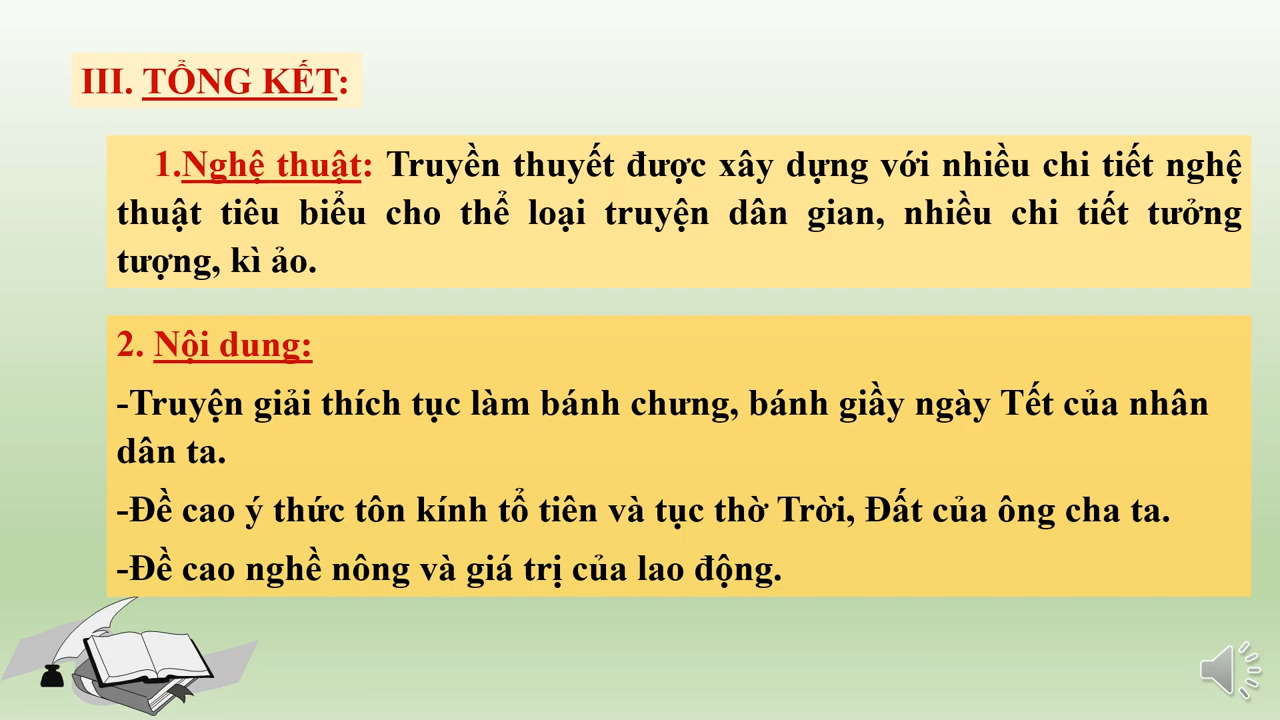 III. TỔNG KẾT:
1.Nghệ thuật: Truyền thuyết được xây dựng với nhiều chi tiết nghệ
thuật tiêu biểu cho thể loại truyện dân gian, nhiều chi tiết tưởng
tượng, kì ảo.
2. Nội dung:
-Truyện giải thích tục làm bánh chưng, bánh giầy ngày Tết của nhân
dân ta.
-Đề cao ý thức tôn kính tổ tiên và tục thờ Trời, Đất của ông cha ta.
-Đề cao nghề nông và giá trị của lao động.